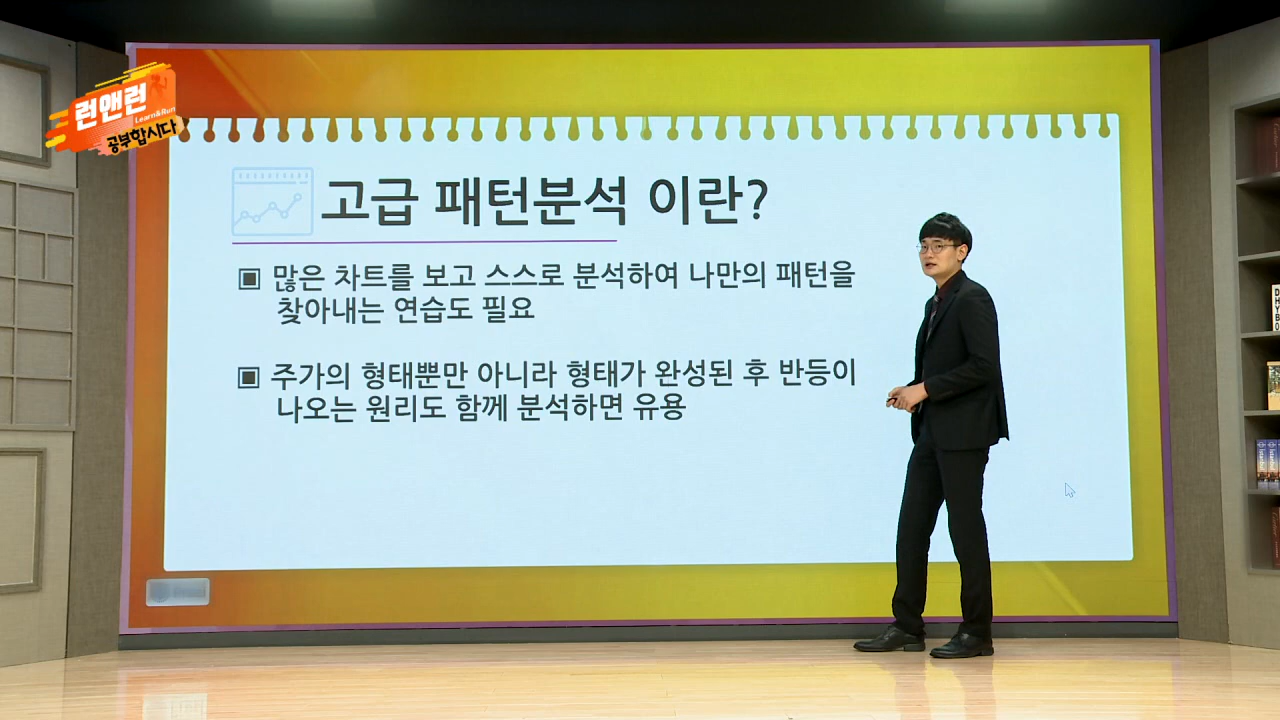 런앤런
Learn&Run
공부합시다
고급 패턴분석 이란?
▣ 많은 차트를 보고 스스로 분석하여 나만의 패턴을
찾아내는 연습도 필요
▣ 주가의 형태뿐만 아니라 형태가 완성된 후 반등이
나오는 원리도 함께 분석하면 유용